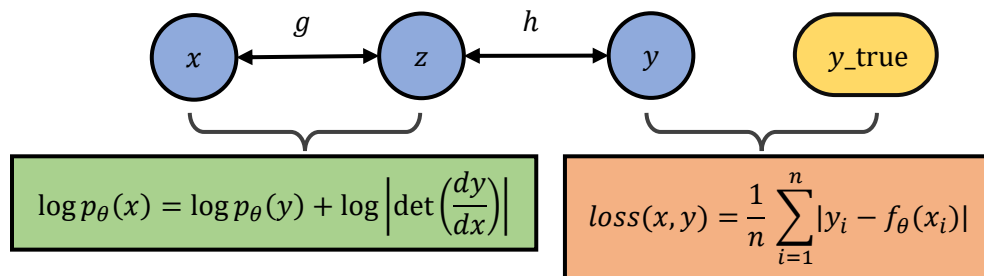 g h
x z y y_true
log p_θ(x) = log p_θ(y) + log |det(dy/dx)|
loss(x, y) = 1/n ∑_{i=1}^{n} |y_i − f_θ(x_i)|